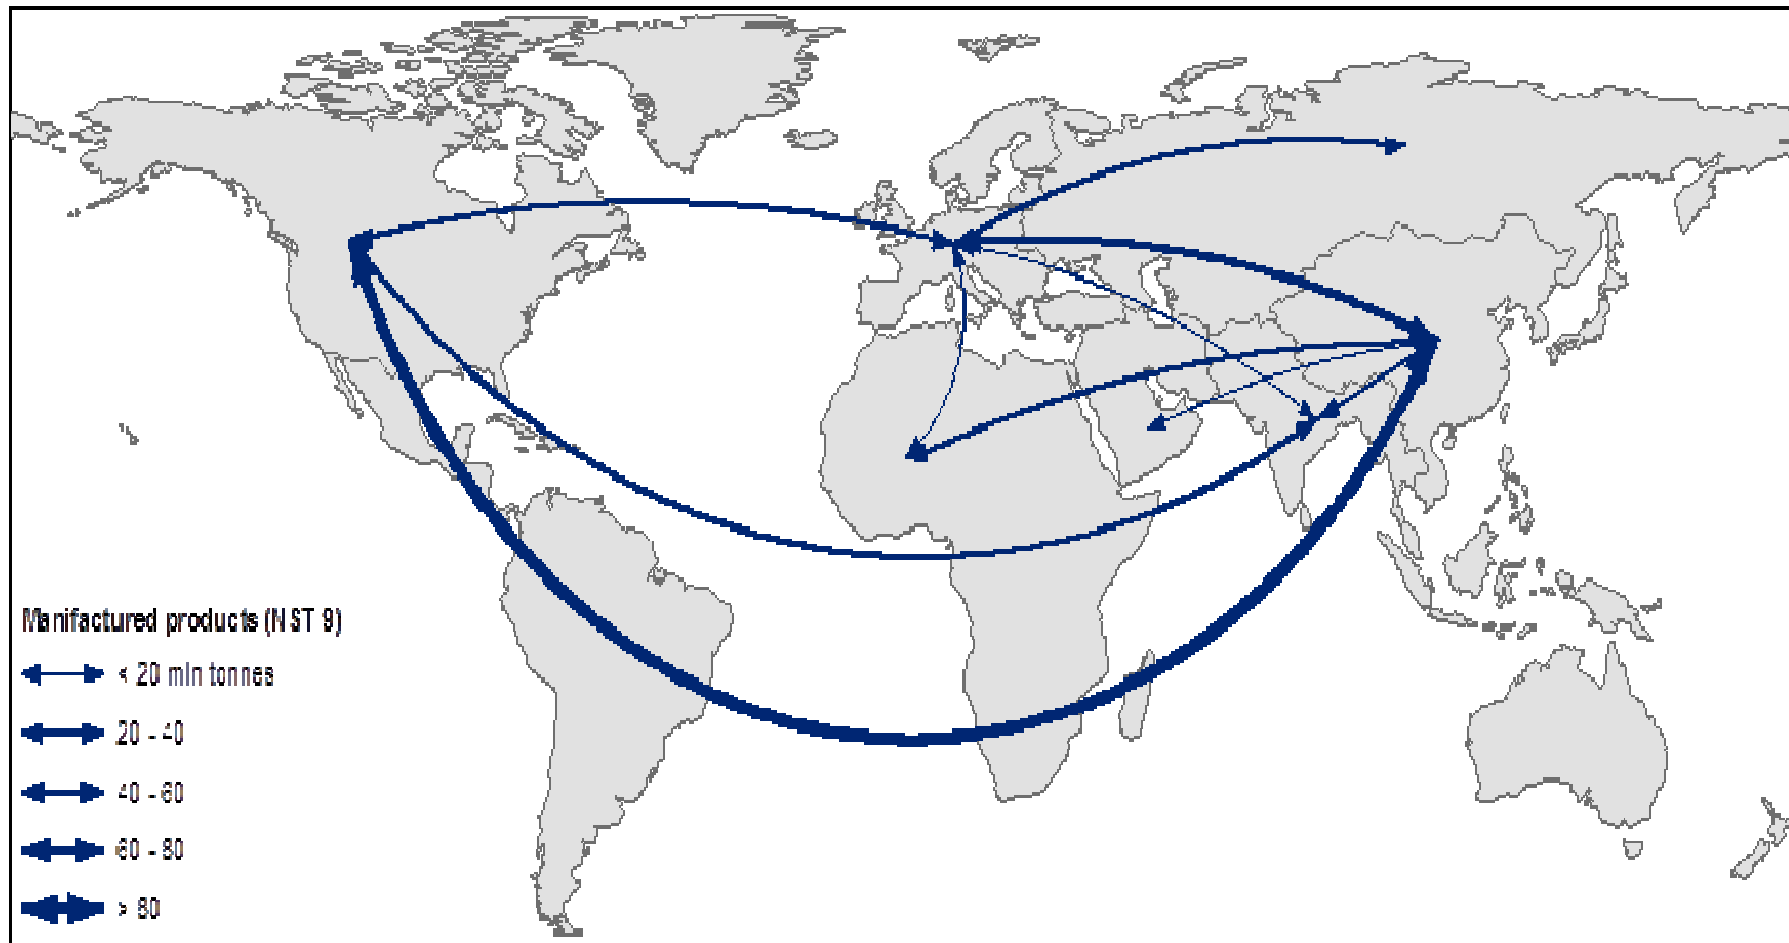 Manifactured products (NST 9)
< 20 mln tonnes
20 - 40
40 - 60
60 - 80
> 80